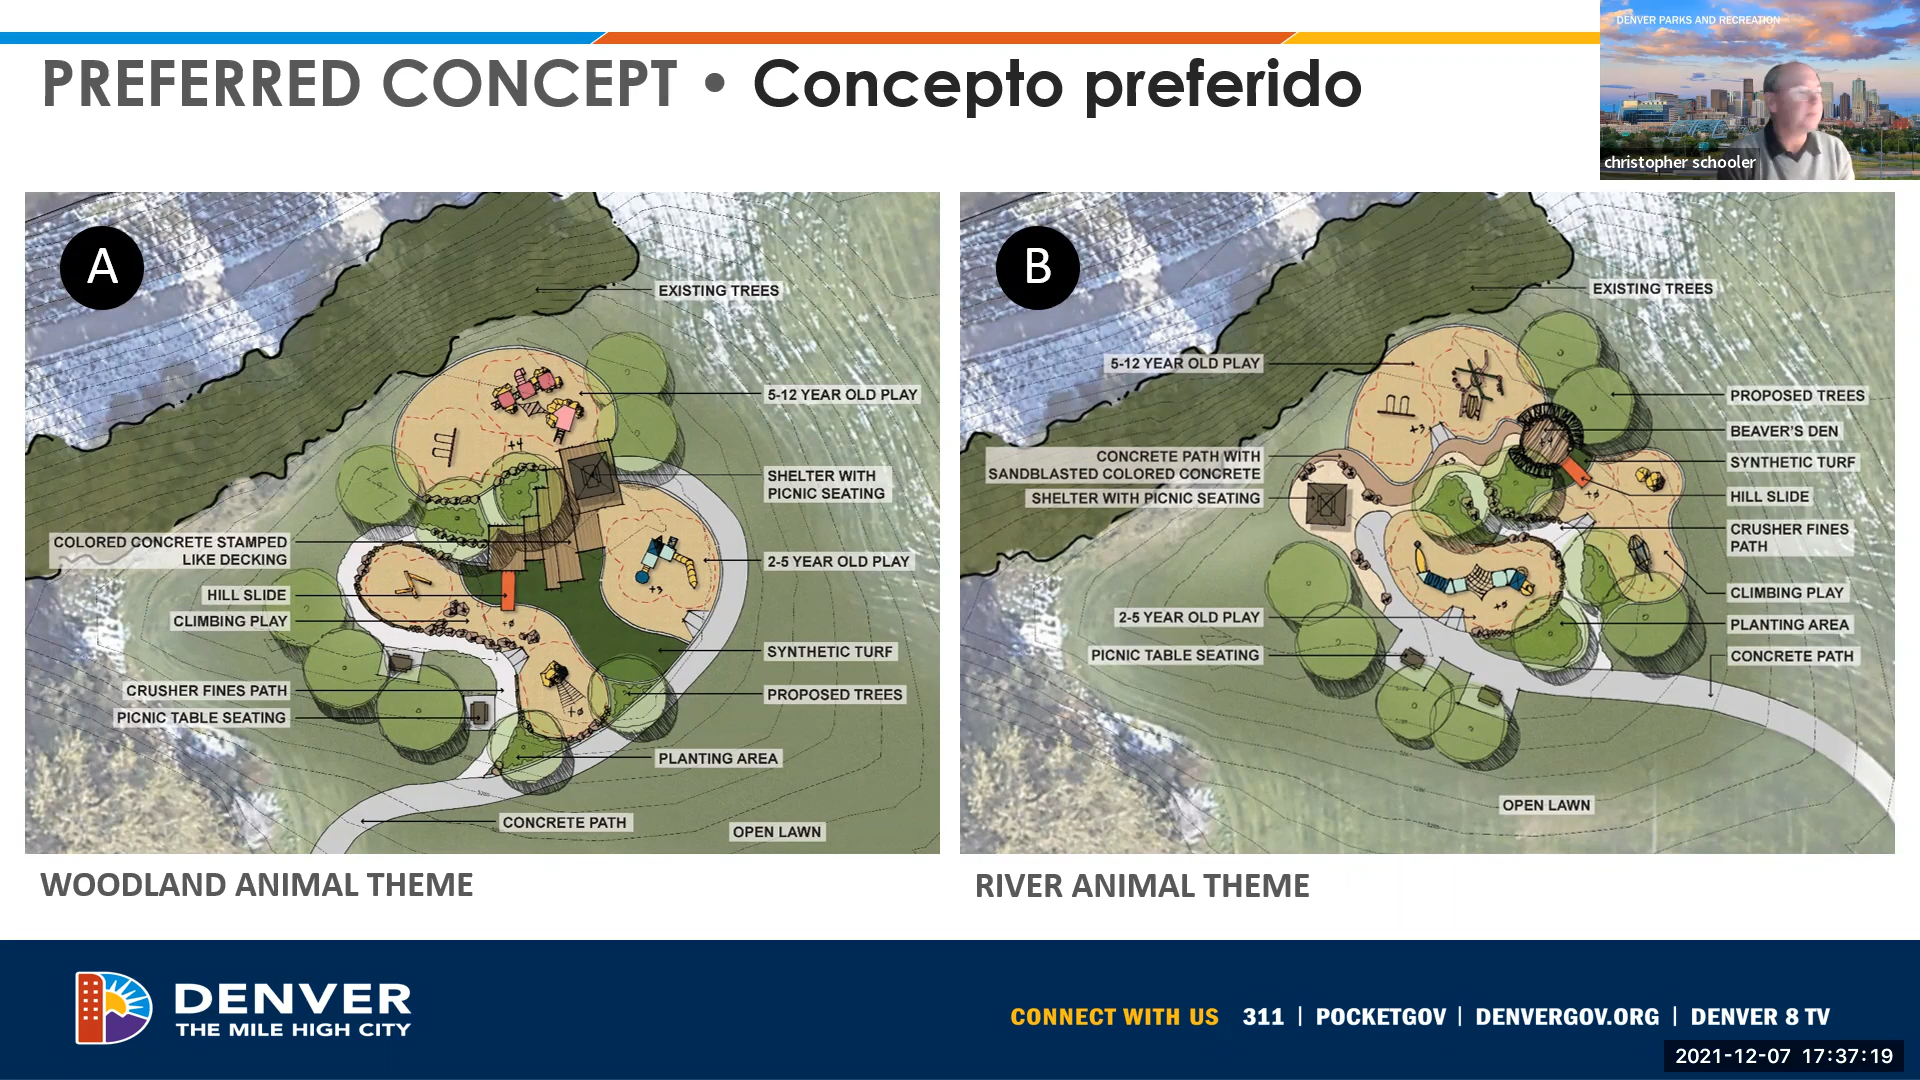 DENVER PARKS AND RECREATION
christopher schooler
PREFERRED CONCEPT • Concepto preferido
A
EXISTING TREES
5-12 YEAR OLD PLAY
SHELTER WITH
PICNIC SEATING
COLORED CONCRETE STAMPED
LIKE DECKING
2-5 YEAR OLD PLAY
HILL SLIDE
CLIMBING PLAY
SYNTHETIC TURF
CRUSHER FINES PATH
PROPOSED TREES
PICNIC TABLE SEATING
PLANTING AREA
CONCRETE PATH
OPEN LAWN
WOODLAND ANIMAL THEME
B
EXISTING TREES
5-12 YEAR OLD PLAY
PROPOSED TREES
BEAVER'S DEN
CONCRETE PATH WITH
SANDBLASTED COLORED CONCRETE
SYNTHETIC TURF
SHELTER WITH PICNIC SEATING
HILL SLIDE
CRUSHER FINES
PATH
CLIMBING PLAY
2-5 YEAR OLD PLAY
PLANTING AREA
PICNIC TABLE SEATING
CONCRETE PATH
OPEN LAWN
RIVER ANIMAL THEME
DENVER
THE MILE HIGH CITY
CONNECT WITH US 311 | POCKETGOV | DENVERGOV.ORG | DENVER 8 TV
2021-12-07 17:37:19